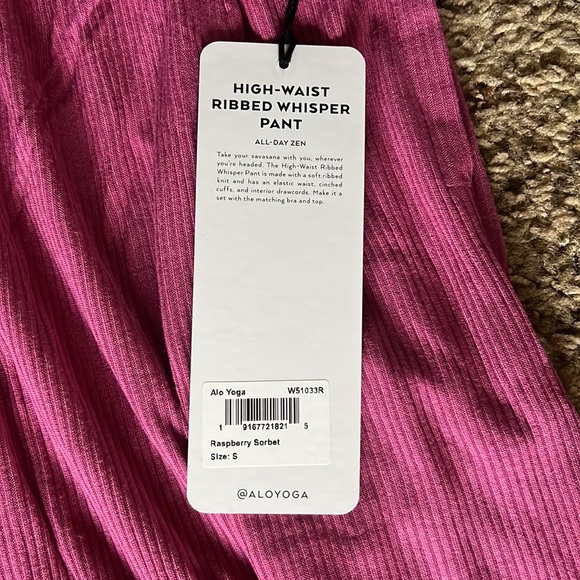 HIGH-WAIST
RIBBED WHISPER
PANT
ALL-DAY ZEN
Take your savasana with you, wherever
you're headed. The High-Waist Ribbed
Whisper Pant is made with a soft ribbed
knit and has an elastic waist, cinched
cuffs, and interior drawcords. Make it a
set with the matching bra and top.
Alo Yoga W51033R
1 91677 21821 5
Raspberry Sorbet
Size: S
@ALOYOGA